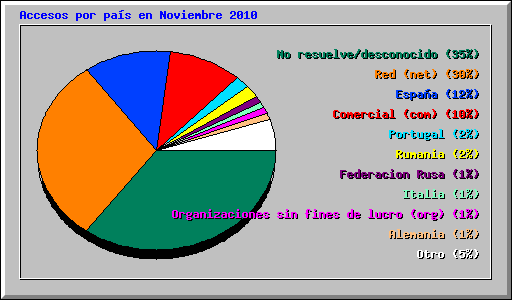 Accesos por país en Noviembre 2010
No resuelve/desconocido (35%)
Red (net) (30%)
España (12%)
Comercial (com) (10%)
Portugal (2%)
Rumania (2%)
Federacion Rusa (1%)
Italia (1%)
Organizaciones sin fines de lucro (org) (1%)
Alemania (1%)
Otro (5%)